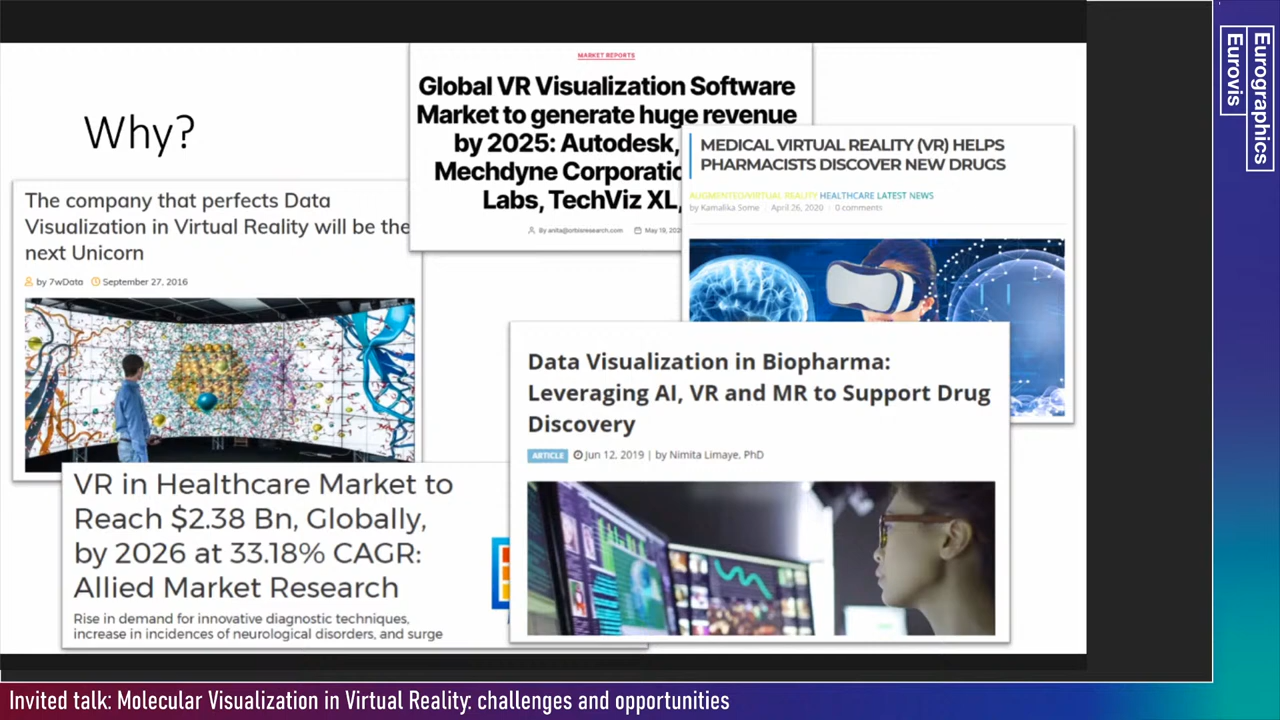 Why?
The company that perfects Data
Visualization in Virtual Reality will be the
next Unicorn
by 7wData September 27, 2016
MARKET REPORTS
Global VR Visualization Software
Market to generate huge revenue
by 2025: Autodesk,
Mechdyne
Labs, TechViz XL,
By anita@orbisresearch.com May 19,
MEDICAL VIRTUAL REALITY (VR) HELPS
PHARMACISTS DISCOVER NEW DRUGS
AUGMENTED/VIRTUAL REALITY HEALTHCARE LATEST NEWS
by Kamalika Some April 26, 2020 0 comments
Data Visualization in Biopharma:
Leveraging AI, VR and MR to Support Drug
Discovery
ARTICLE Jun 12, 2019 | by Nimita Limaye, PhD
VR in Healthcare Market to
Reach $2.38 Bn, Globally,
by 2026 at 33.18% CAGR:
Allied Market Research
Rise in demand for innovative diagnostic techniques,
increase in incidences of neurological disorders, and surge
Eurographics
Eurovis
Invited talk: Molecular Visualization in Virtual Reality: challenges and opportunities